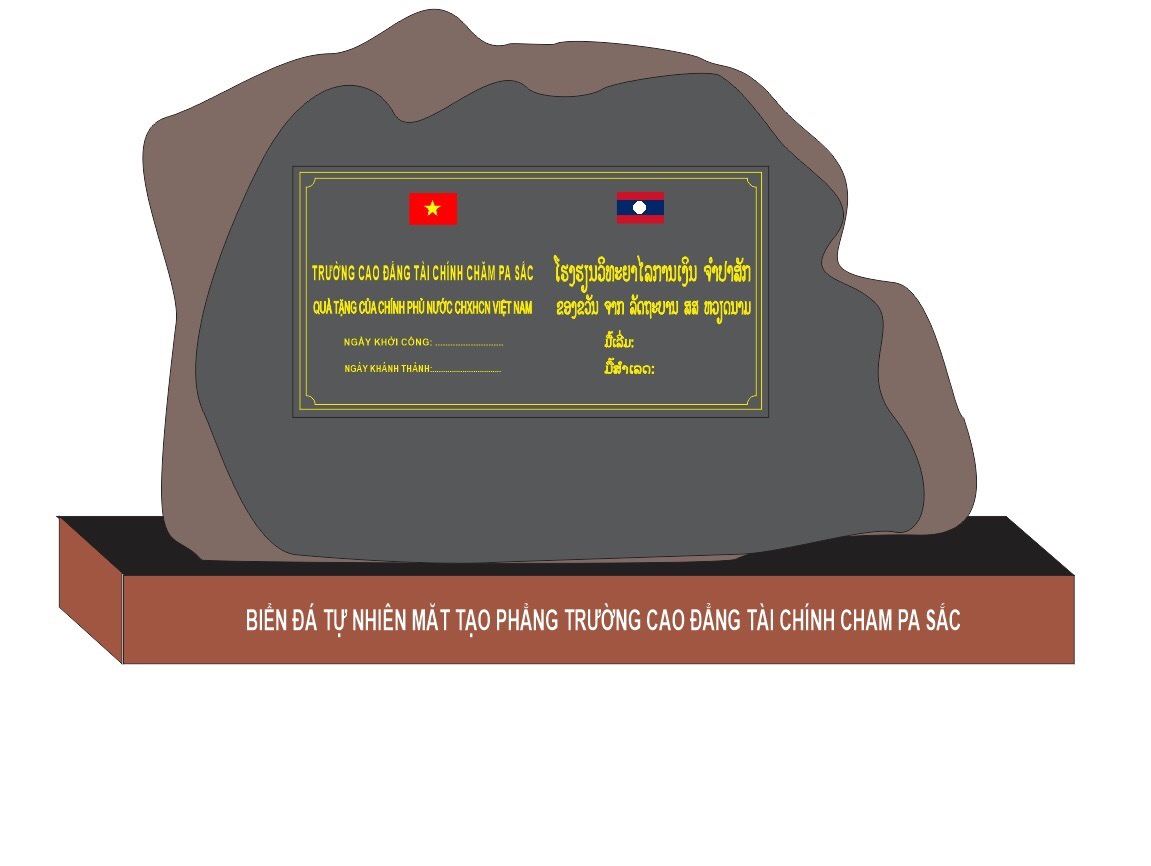 TRƯỜNG CAO ĐẲNG TÀI CHÍNH CHĂM PA SẮC
QUÀ TẶNG CỦA CHÍNH PHỦ NƯỚC CHXHCN VIỆT NAM
NGÀY KHỞI CÔNG: ............................
NGÀY KHÁNH THÀNH:................................
ໂຮງຮຽນວິທະຍາໄລການເງິນ ຈຳປາສັກ
ຂອງຂວັນ ຈາກ ລັດຖະບານ ສສ ຫວຽດນາມ
ມື້ເລີ່ມ:
ມື້ສຳເລດ:
BIỂN ĐÁ TỰ NHIÊN MĂT TẠO PHẲNG TRƯỜNG CAO ĐẲNG TÀI CHÍNH CHAM PA SẮC